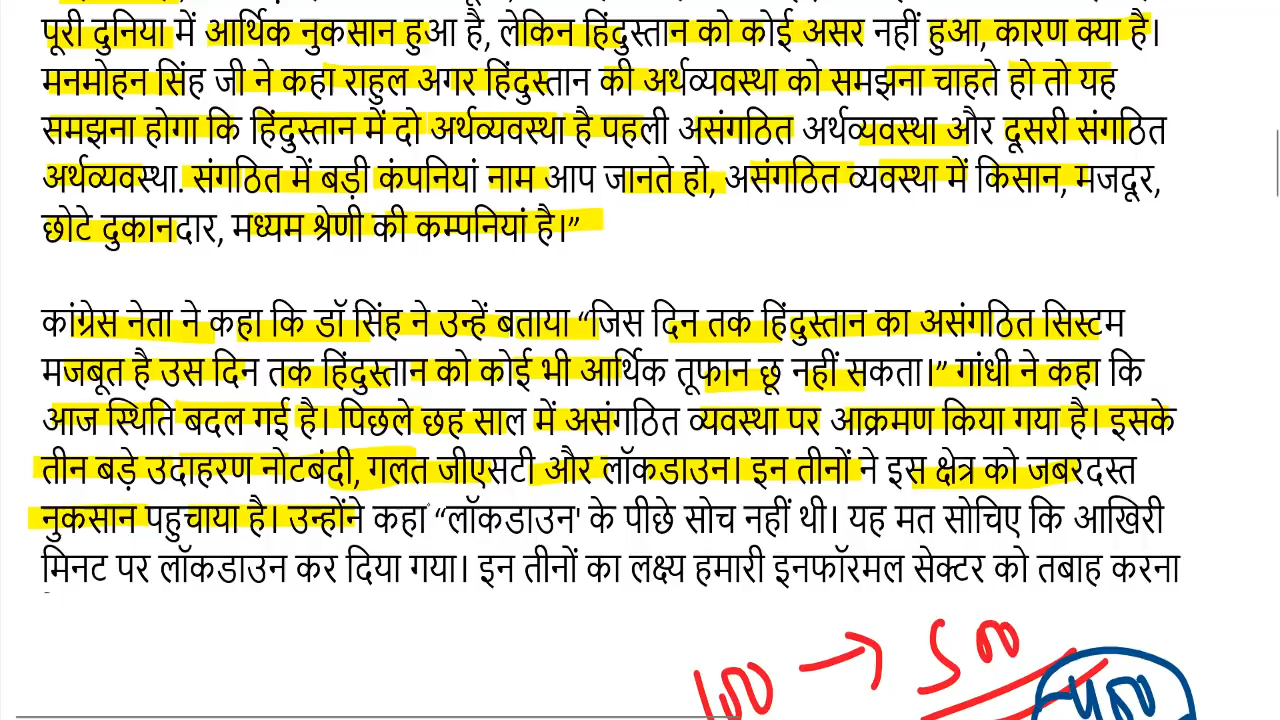 पूरी दुनिया में आर्थिक नुकसान हुआ है, लेकिन हिंदुस्तान को कोई असर नहीं हुआ, कारण क्या है।
मनमोहन सिंह जी ने कहा राहुल अगर हिंदुस्तान की अर्थव्यवस्था को समझना चाहते हो तो यह
समझना होगा कि हिंदुस्तान में दो अर्थव्यवस्था है पहली असंगठित अर्थव्यवस्था और दूसरी संगठित
अर्थव्यवस्था. संगठित में बड़ी कंपनियां नाम आप जानते हो, असंगठित व्यवस्था में किसान, मजदूर,
छोटे दुकानदार, मध्यम श्रेणी की कम्पनियां है।”
कांग्रेस नेता ने कहा कि डॉ सिंह ने उन्हें बताया “जिस दिन तक हिंदुस्तान का असंगठित सिस्टम
मजबूत है उस दिन तक हिंदुस्तान को कोई भी आर्थिक तूफान छू नहीं सकता।” गांधी ने कहा कि
आज स्थिति बदल गई है। पिछले छह साल में असंगठित व्यवस्था पर आक्रमण किया गया है। इसके
तीन बड़े उदाहरण नोटबंदी, गलत जीएसटी और लॉकडाउन। इन तीनों ने इस क्षेत्र को जबरदस्त
नुकसान पहुचाया है। उन्होंने कहा “लॉकडाउन' के पीछे सोच नहीं थी। यह मत सोचिए कि आखिरी
मिनट पर लॉकडाउन कर दिया गया। इन तीनों का लक्ष्य हमारी इनफॉरमल सेक्टर को तबाह करना
100 → 500 400